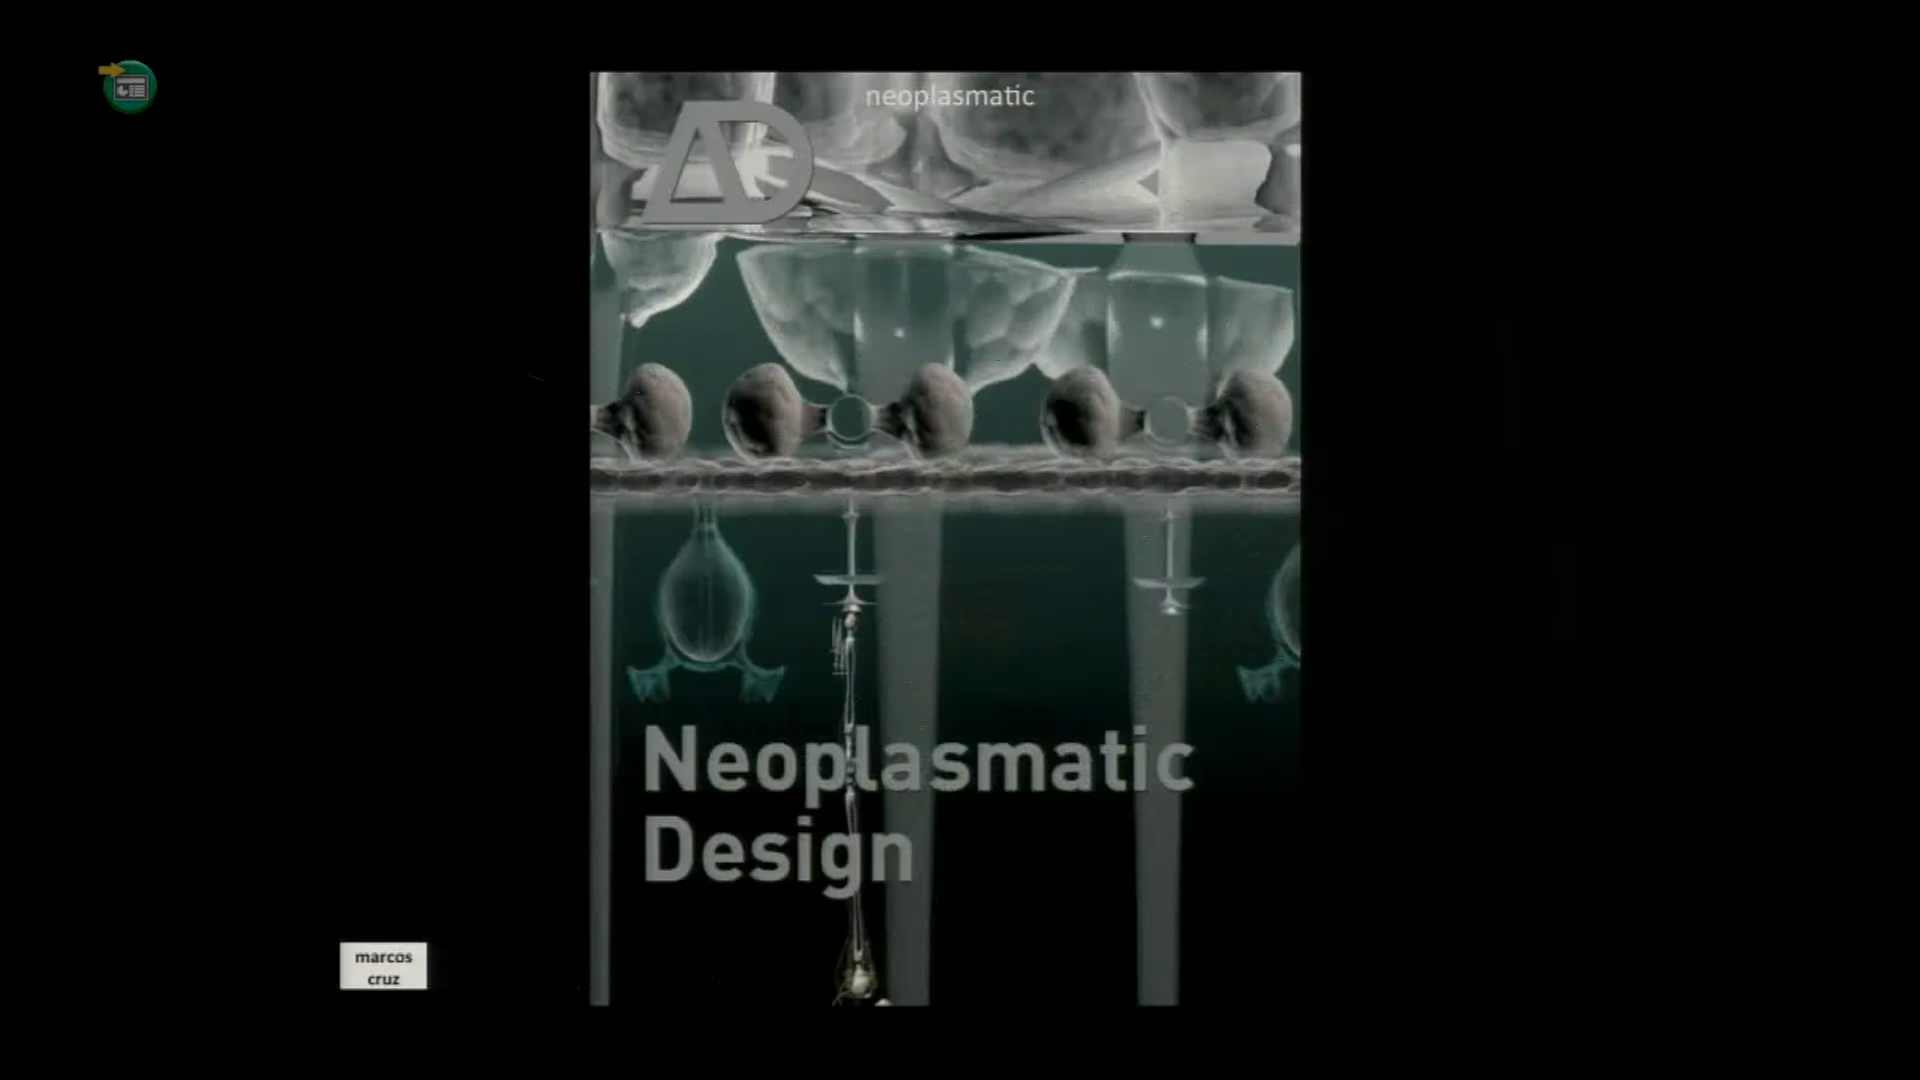 neoplasmatic
AD
Neoplasmatic
Design
marcos
cruz